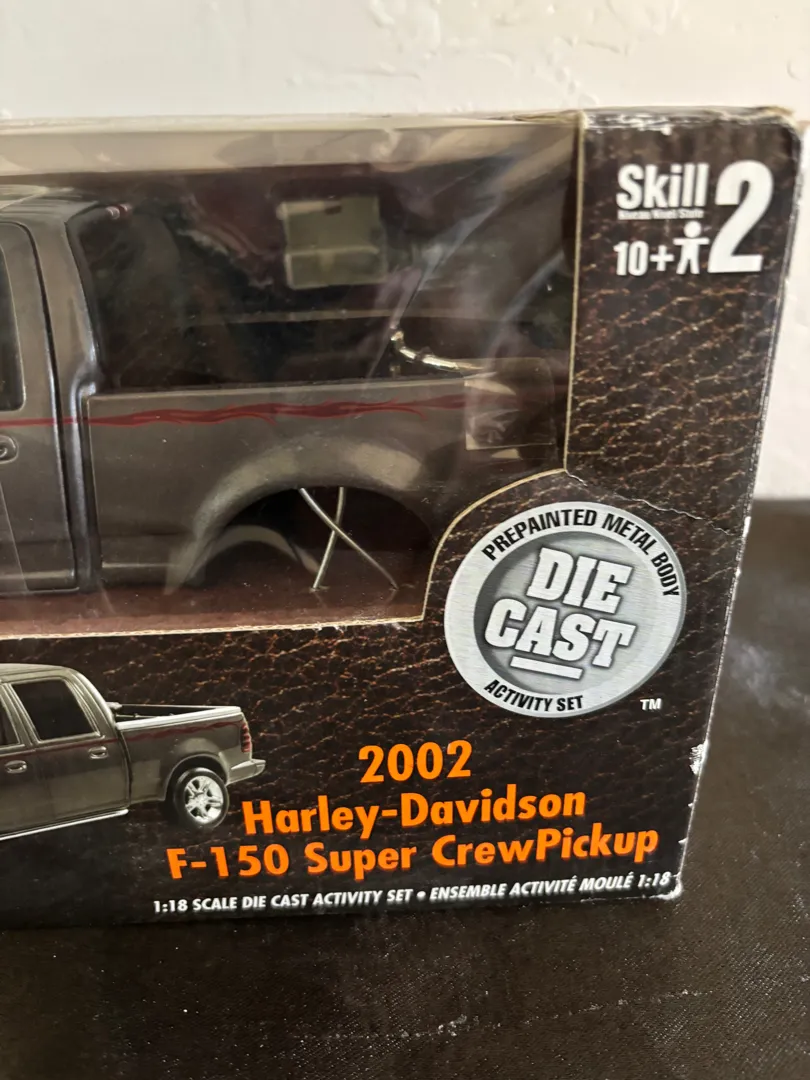 Skill 2
10+
PREPAINTED METAL BODY
DIE
CAST
ACTIVITY SET
TM
2002
Harley-Davidson
F-150 Super CrewPickup
1:18 SCALE DIE CAST ACTIVITY SET • ENSEMBLE ACTIVITÉ MOULÉ 1:18